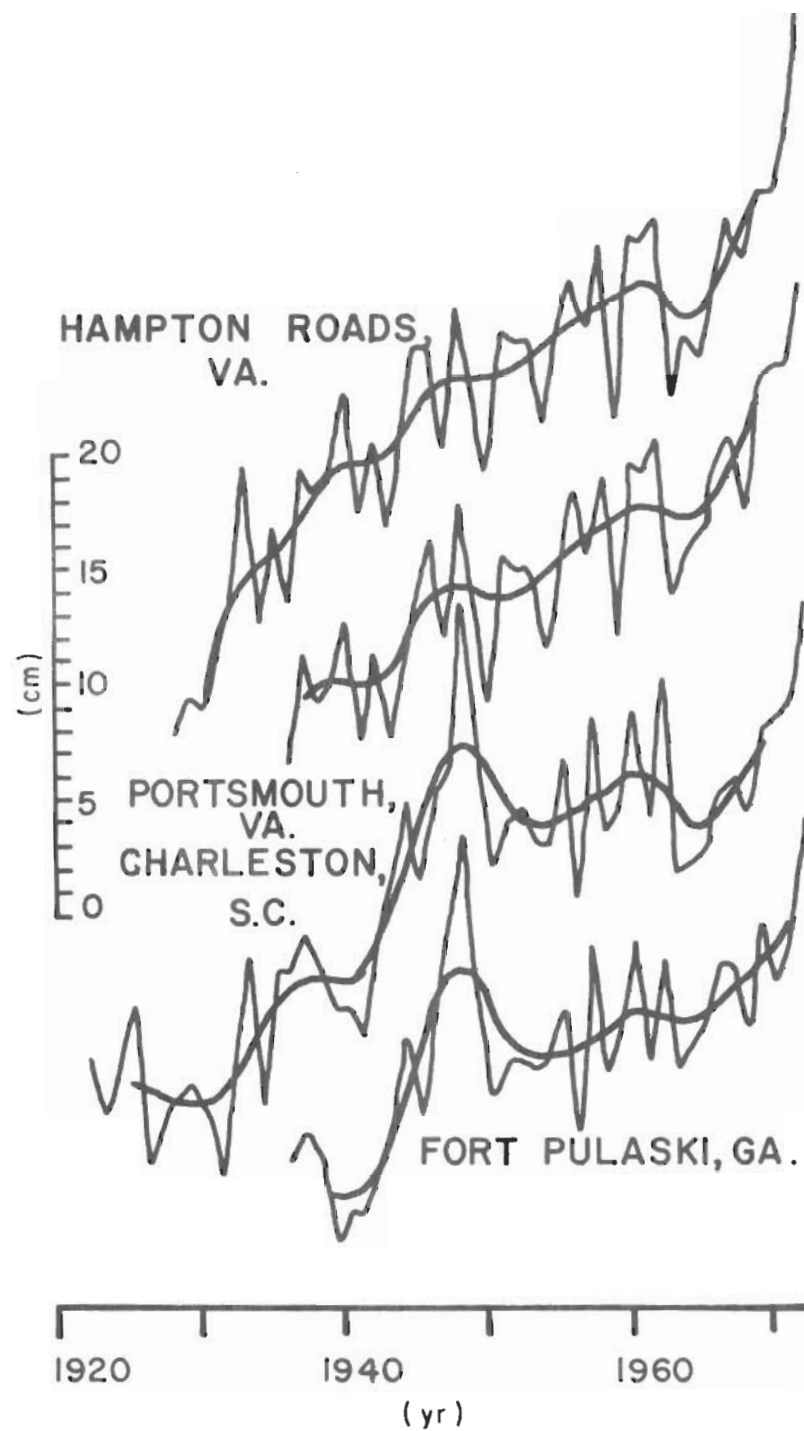 HAMPTON ROADS,
VA.
20
15
(cm)
10
PORTSMOUTH,
VA.
5
CHARLESTON,
S.C.
0
FORT PULASKI, GA.
1920 1940 1960
(yr)